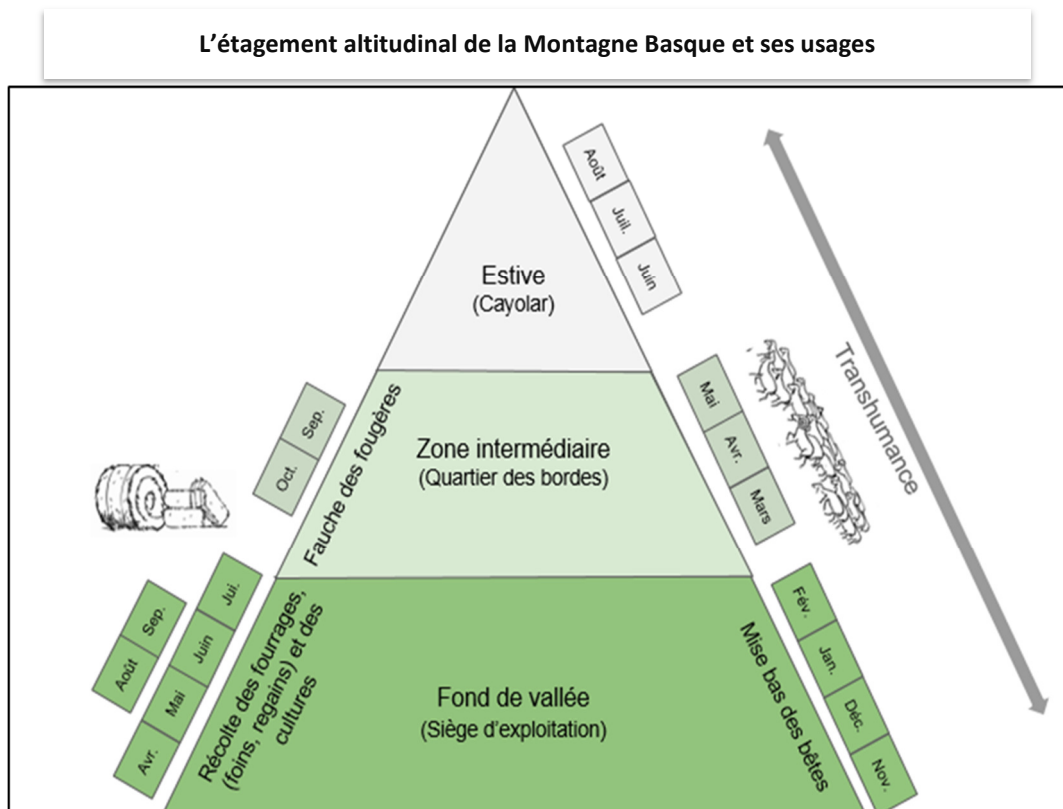 L'étagement altitudinal de la Montagne Basque et ses usages
Août
Juil.
Juin
Estive
(Cayolar)
Transhumance
Mai
Avr.
Mars
Sep.
Oct.
Fauche des fougères
Zone intermédiaire
(Quartier des bordes)
Jui.
Juin
Mai
Avr.
Sep.
Août
Récolte des fourrages,
(foins, regains) et des
cultures
Fond de vallée
(Siège d'exploitation)
Mise bas des bêtes
Fév.
Jan.
Déc.
Nov.